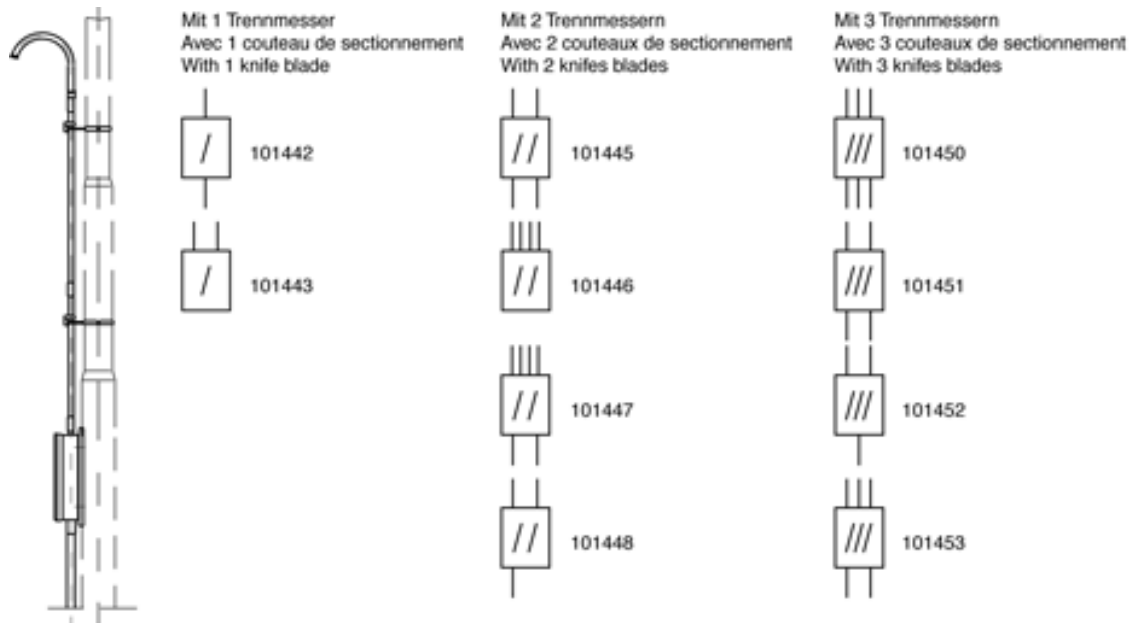 Mit 1 Trennmesser
Avec 1 couteau de sectionnement
With 1 knife blade
101442
101443
Mit 2 Trennmessern
Avec 2 couteaux de sectionnement
With 2 knifes blades
101445
101446
101447
101448
Mit 3 Trennmessern
Avec 3 couteaux de sectionnement
With 3 knifes blades
101450
101451
101452
101453